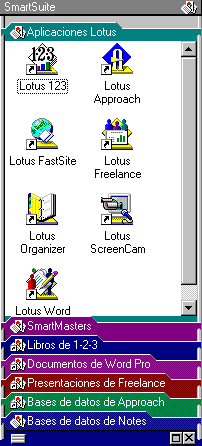 SmartSuite
Aplicaciones Lotus
Lotus 123
Lotus
Approach
Lotus FastSite
Lotus
Freelance
Lotus
Organizer
Lotus
ScreenCam
Lotus Word
SmartMasters
Libros de 1-2-3
Documentos de Word Pro
Presentaciones de Freelance
Bases de datos de Approach
Bases de datos de Notes